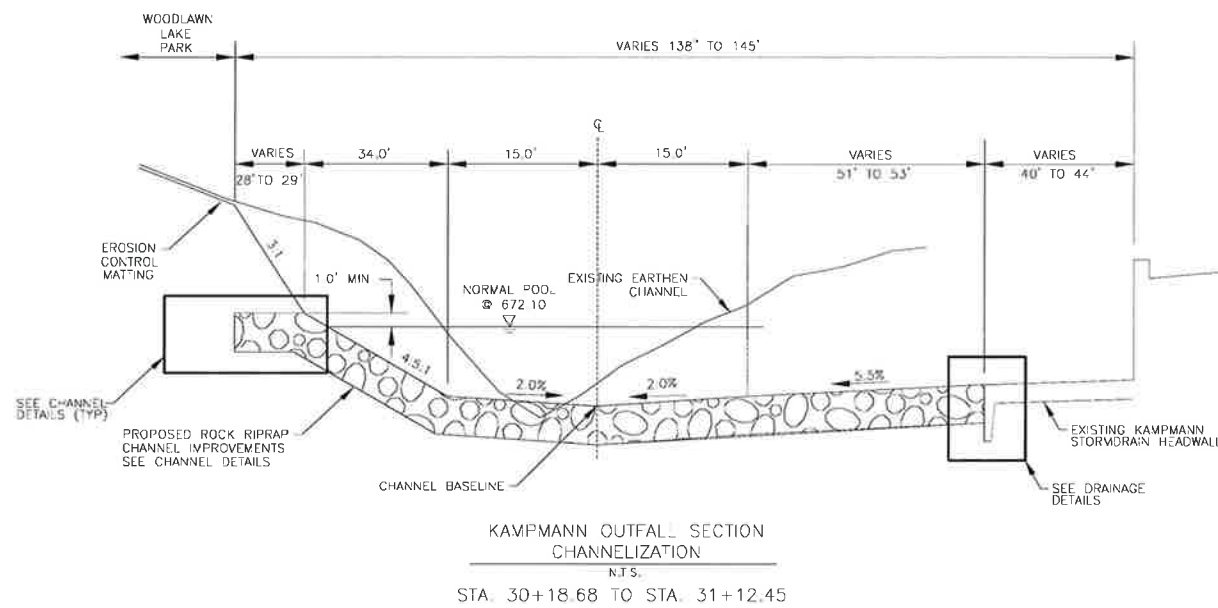 WOODLAWN
LAKE
PARK
VARIES 138' TO 145'
℄
VARIES
28' TO 29'
34.0'
15.0'
15.0'
VARIES
51' TO 53'
VARIES
40' TO 44'
3:1
EROSION
CONTROL
MATTING
1.0' MIN
NORMAL POOL
@ 672.10
EXISTING EARTHEN
CHANNEL
4.5:1
2.0%
2.0%
5.5%
SEE CHANNEL
DETAILS (TYP)
PROPOSED ROCK RIPRAP
CHANNEL IMPROVEMENTS
SEE CHANNEL DETAILS
CHANNEL BASELINE
EXISTING KAMPMANN
STORMDRAIN HEADWALL
SEE DRAINAGE
DETAILS
KAMPMANN OUTFALL SECTION
CHANNELIZATION
N.T.S.
STA. 30+18.68 TO STA. 31+12.45